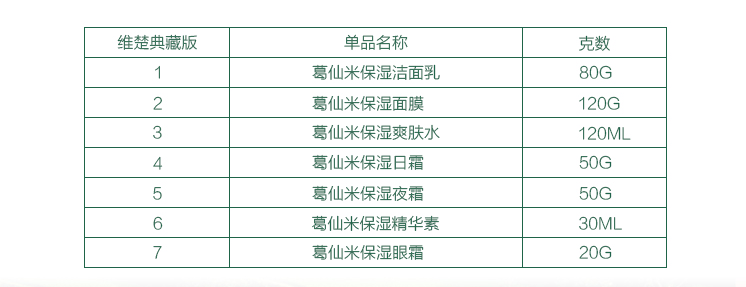 维楚典藏版 单品名称 克数
1 葛仙米保湿洁面乳 80G
2 葛仙米保湿面膜 120G
3 葛仙米保湿爽肤水 120ML
4 葛仙米保湿日霜 50G
5 葛仙米保湿夜霜 50G
6 葛仙米保湿精华素 30ML
7 葛仙米保湿眼霜 20G